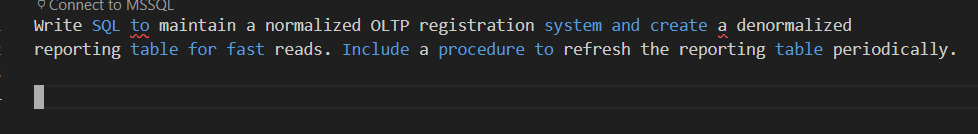 Connect to MSSQL
Write SQL to maintain a normalized OLTP registration system and create a denormalized
reporting table for fast reads. Include a procedure to refresh the reporting table periodically.